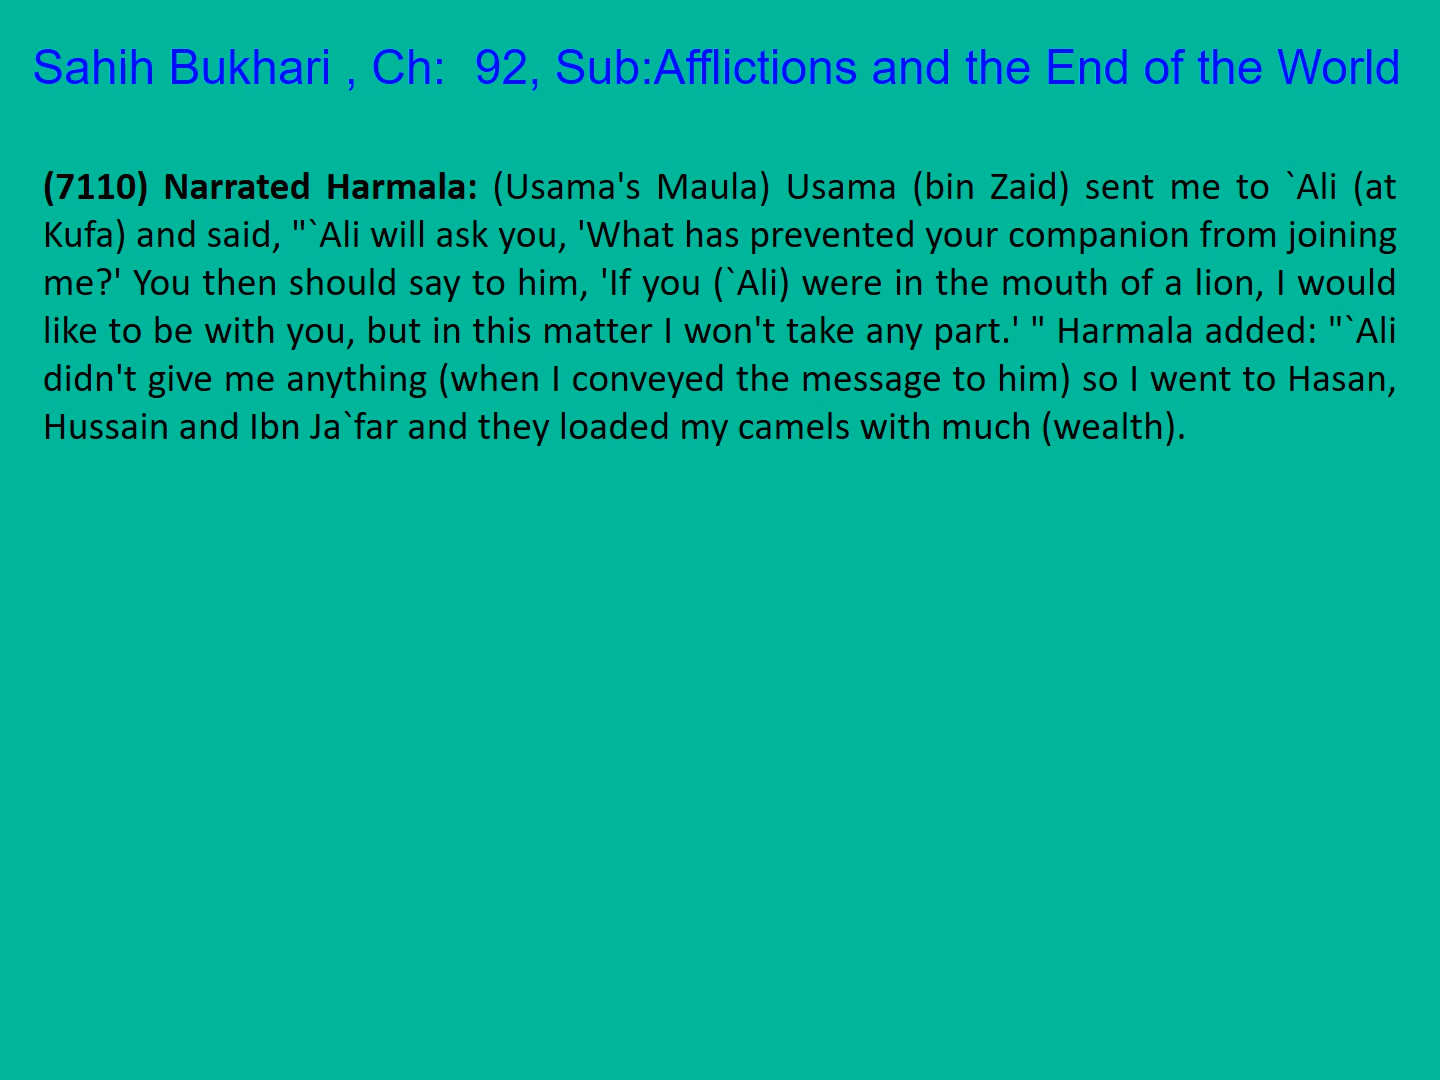 Sahih Bukhari , Ch:  92, Sub:Afflictions and the End of the World
(7110) Narrated Harmala: (Usama's Maula) Usama (bin Zaid) sent me to `Ali (at
Kufa) and said, "`Ali will ask you, 'What has prevented your companion from joining
me?' You then should say to him, 'If you (`Ali) were in the mouth of a lion, I would
like to be with you, but in this matter I won't take any part.' " Harmala added: "`Ali
didn't give me anything (when I conveyed the message to him) so I went to Hasan,
Hussain and Ibn Ja`far and they loaded my camels with much (wealth).